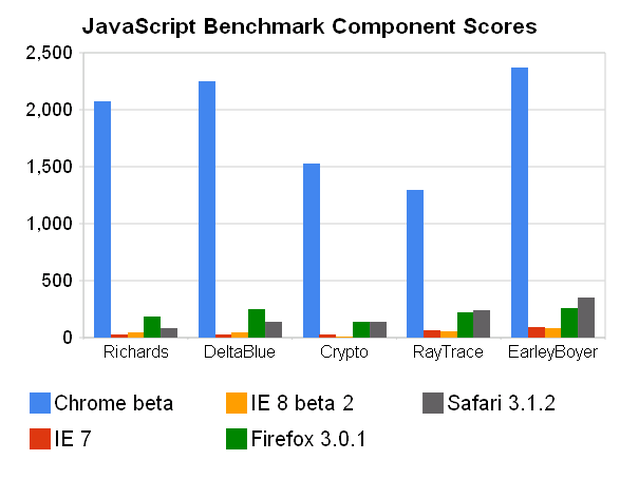 JavaScript Benchmark Component Scores
2,500
2,000
1,500
1,000
500
0
Richards DeltaBlue Crypto RayTrace EarleyBoyer
Chrome beta IE 8 beta 2 Safari 3.1.2
IE 7 Firefox 3.0.1